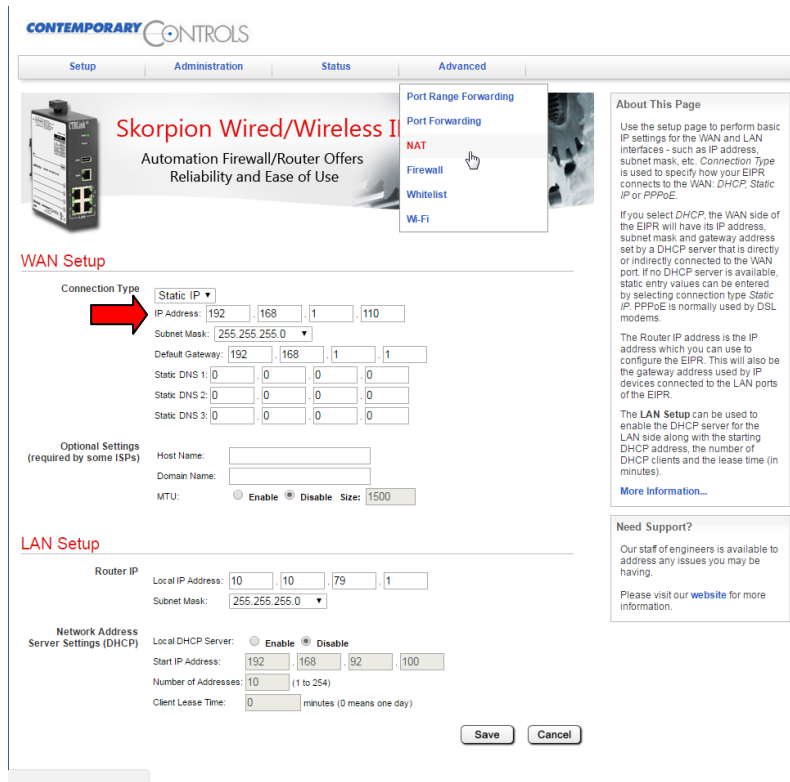 CONTEMPORARY CONTROLS
Setup
Administration
Status
Advanced
Port Range Forwarding
Port Forwarding
NAT
Firewall
Whitelist
Wi-Fi
Skorpion Wired/Wireless I
Automation Firewall/Router Offers
Reliability and Ease of Use
CTRLink
WAN Setup
Connection Type
Static IP
IP Address: 192 . 168 . 1 . 110
Subnet Mask: 255.255.255.0
Default Gateway: 192 . 168 . 1 . 1
Static DNS 1: 0 . 0 . 0 . 0
Static DNS 2: 0 . 0 . 0 . 0
Static DNS 3: 0 . 0 . 0 . 0
Optional Settings
(required by some ISPs)
Host Name:
Domain Name:
MTU: Enable Disable Size: 1500
LAN Setup
Router IP
Local IP Address: 10 . 10 . 79 . 1
Subnet Mask: 255.255.255.0
Network Address
Server Settings (DHCP)
Local DHCP Server: Enable Disable
Start IP Address: 192 . 168 . 92 . 100
Number of Addresses: 10 (1 to 254)
Client Lease Time: 0 minutes (0 means one day)
Save
Cancel
About This Page
Use the setup page to perform basic
IP settings for the WAN and LAN
interfaces - such as IP address,
subnet mask, etc. Connection Type
is used to specify how your EIPR
connects to the WAN: DHCP, Static
IP or PPPoE.
If you select DHCP, the WAN side of
the EIPR will have its IP address,
subnet mask and gateway address
set by a DHCP server that is directly
or indirectly connected to the WAN
port. If no DHCP server is available,
static entry values can be entered
by selecting connection type Static
IP. PPPoE is normally used by DSL
modems.
The Router IP address is the IP
address which you can use to
configure the EIPR. This will also be
the gateway address used by IP
devices connected to the LAN ports
of the EIPR.
The LAN Setup can be used to
enable the DHCP server for the
LAN side along with the starting
DHCP address, the number of
DHCP clients and the lease time (in
minutes).
More Information...
Need Support?
Our staff of engineers is available to
address any issues you may be
having.
Please visit our website for more
information.